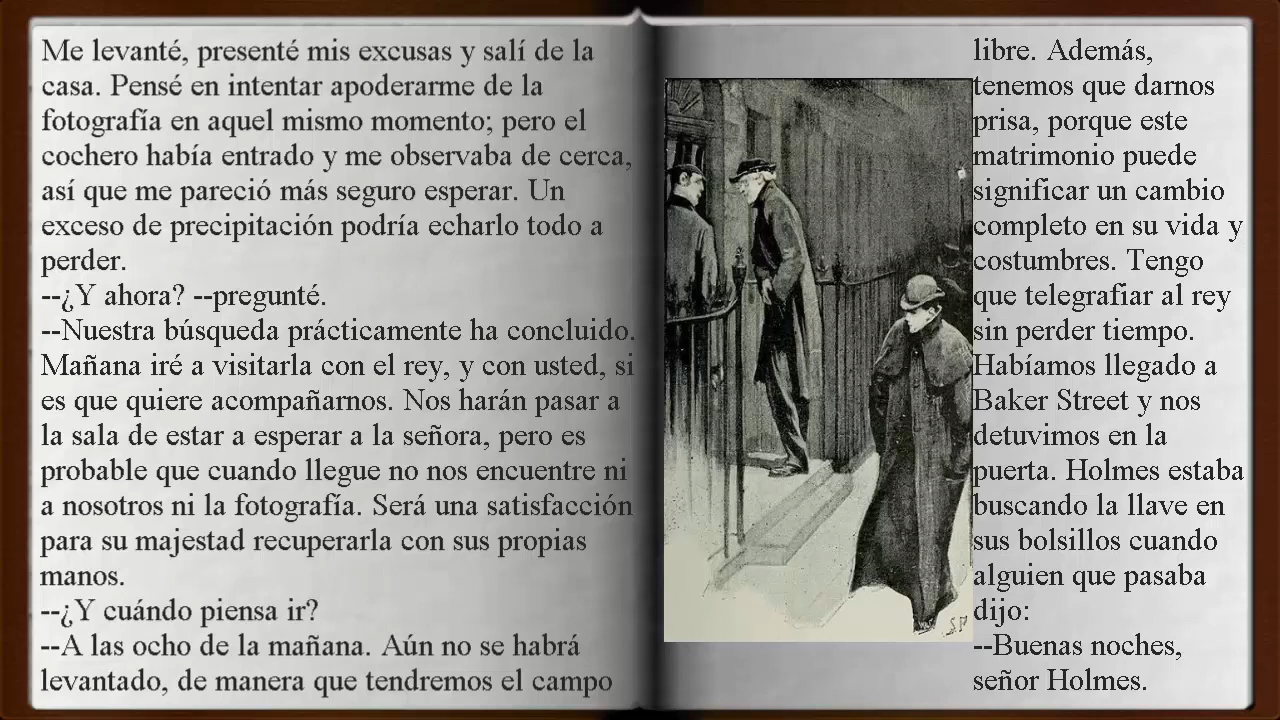 Me levanté, presenté mis excusas y salí de la
casa. Pensé en intentar apoderarme de la
fotografía en aquel mismo momento; pero el
cochero había entrado y me observaba de cerca,
así que me pareció más seguro esperar. Un
exceso de precipitación podría echarlo todo a
perder.
--¿Y ahora? --pregunté.
--Nuestra búsqueda prácticamente ha concluido.
Mañana iré a visitarla con el rey, y con usted, si
es que quiere acompañarnos. Nos harán pasar a
la sala de estar a esperar a la señora, pero es
probable que cuando llegue no nos encuentre ni
a nosotros ni la fotografía. Será una satisfacción
para su majestad recuperarla con sus propias
manos.
--¿Y cuándo piensa ir?
--A las ocho de la mañana. Aún no se habrá
levantado, de manera que tendremos el campo
libre. Además,
tenemos que darnos
prisa, porque este
matrimonio puede
significar un cambio
completo en su vida y
costumbres. Tengo
que telegrafiar al rey
sin perder tiempo.
Habíamos llegado a
Baker Street y nos
detuvimos en la
puerta. Holmes estaba
buscando la llave en
sus bolsillos cuando
alguien que pasaba
dijo:
--Buenas noches,
señor Holmes.
S.P